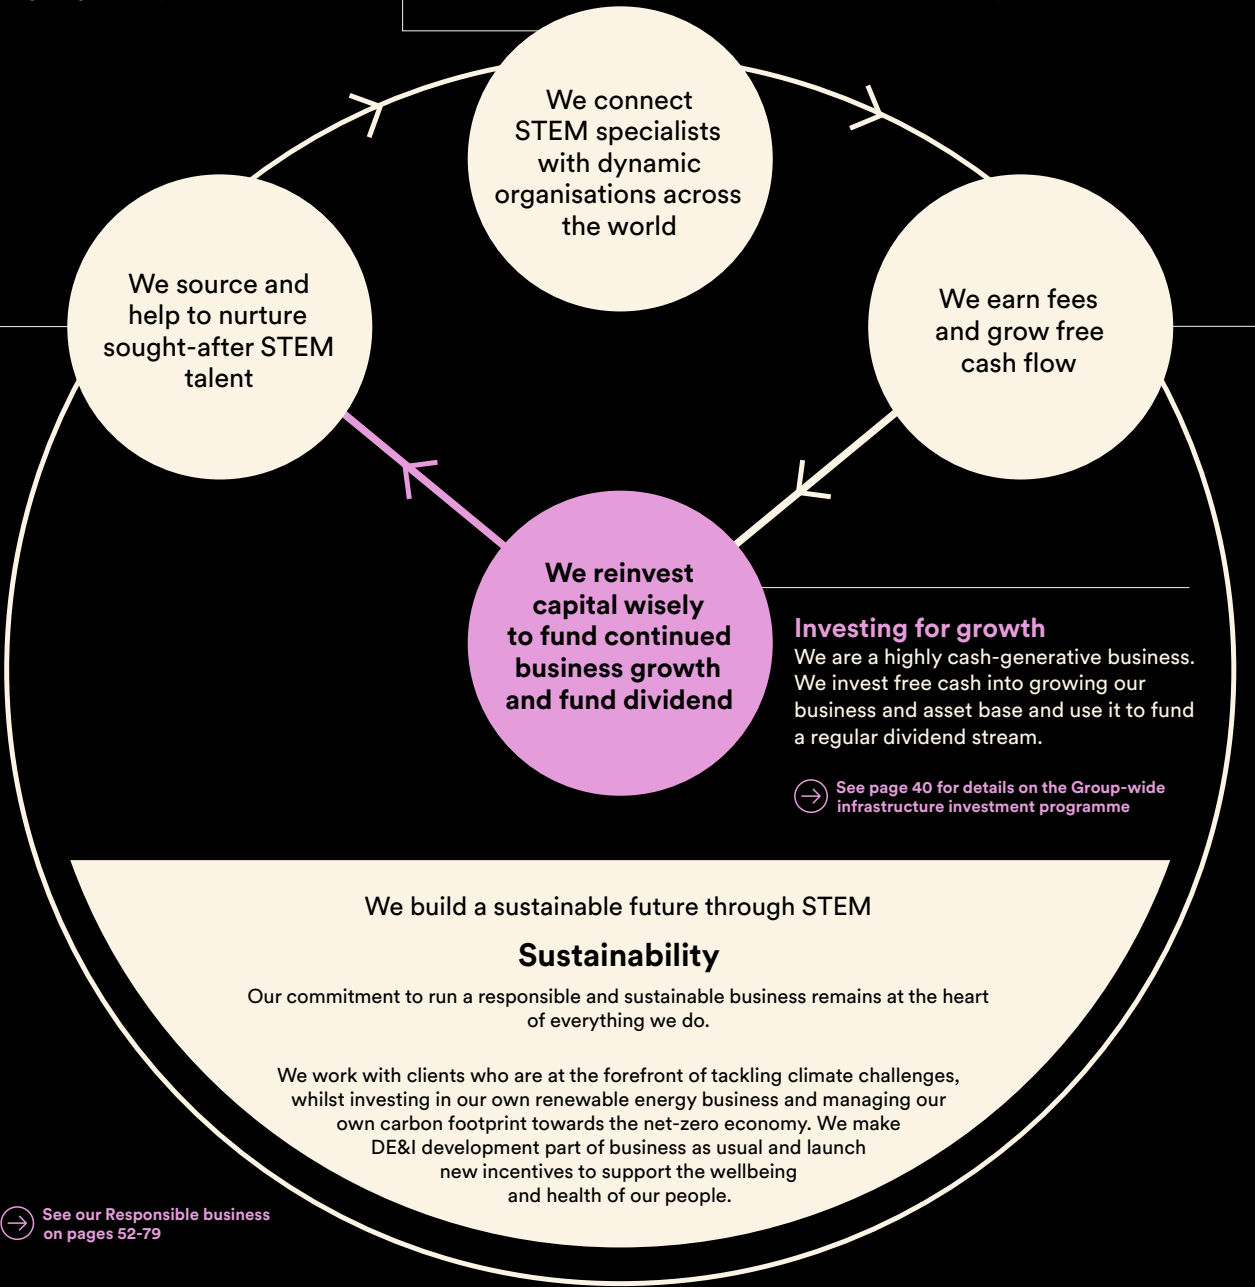 We connect
STEM specialists
with dynamic
organisations across
the world
We source and
help to nurture
sought-after STEM
talent
We earn fees
and grow free
cash flow
We reinvest
capital wisely
to fund continued
business growth
and fund dividend
Investing for growth
We are a highly cash-generative business.
We invest free cash into growing our
business and asset base and use it to fund
a regular dividend stream.
See page 40 for details on the Group-wide
infrastructure investment programme
We build a sustainable future through STEM
Sustainability
Our commitment to run a responsible and sustainable business remains at the heart
of everything we do.
We work with clients who are at the forefront of tackling climate challenges,
whilst investing in our own renewable energy business and managing our
own carbon footprint towards the net-zero economy. We make
DE&I development part of business as usual and launch
new incentives to support the wellbeing
and health of our people.
See our Responsible business
on pages 52-79